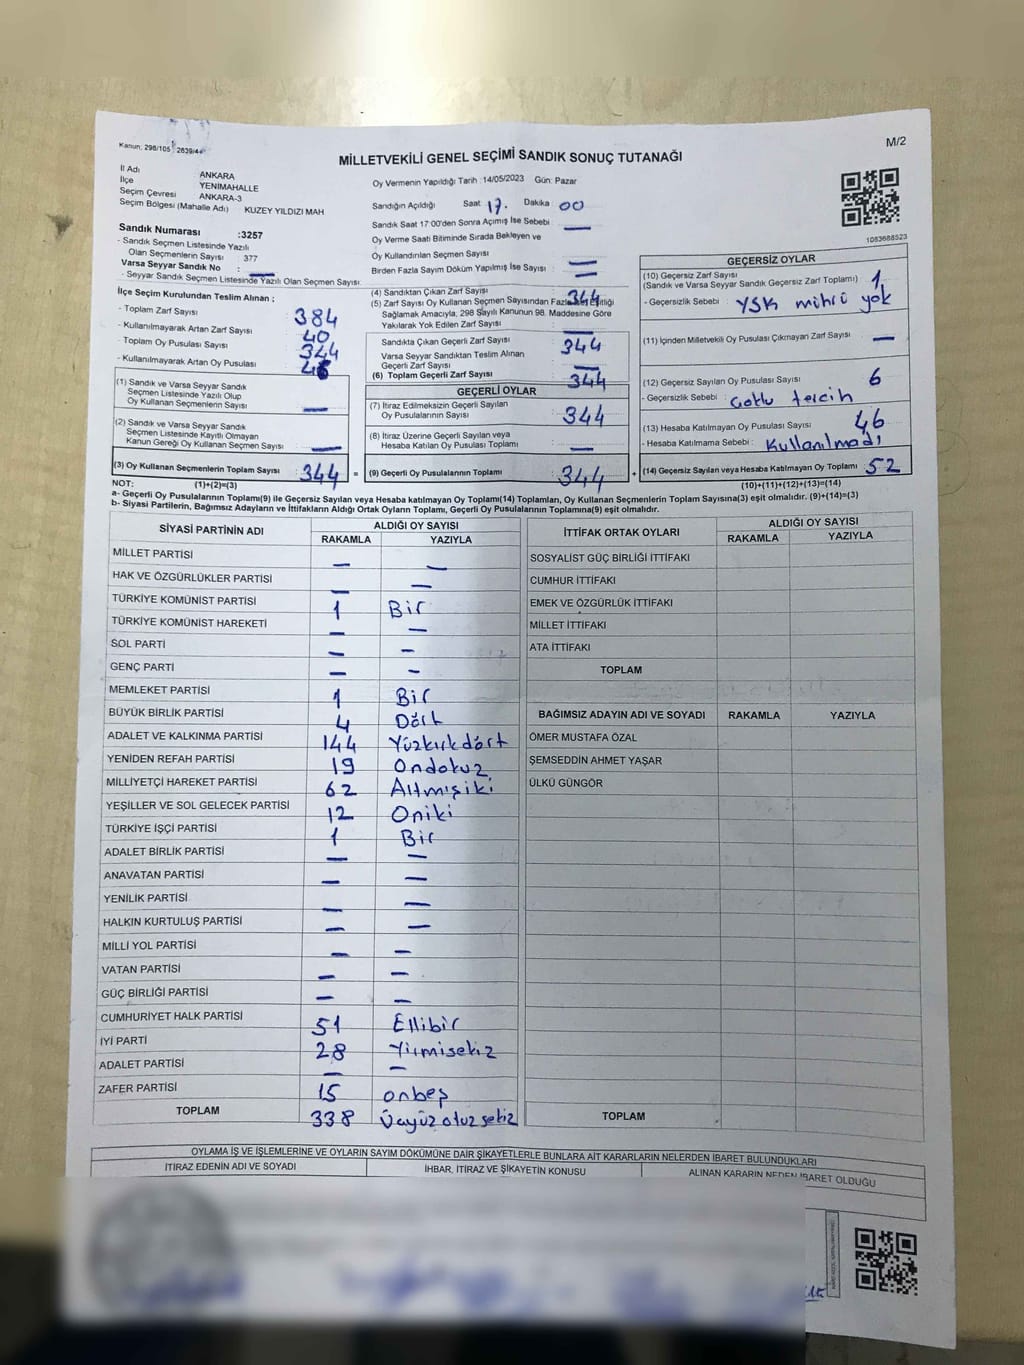 Kanun: 298/105 2839/44
M/2
MİLLETVEKİLİ GENEL SEÇİMİ SANDIK SONUÇ TUTANAĞI
İl Adı ANKARA
İlçe YENİMAHALLE
Seçim Çevresi ANKARA-3
Seçim Bölgesi (Mahalle Adı) KUZEY YILDIZI MAH
Oy Vermenin Yapıldığı Tarih : 14/05/2023 Gün: Pazar
Sandığın Açıldığı Saat 17. Dakika 00
Sandık Saat 17:00'den Sonra Açımış İse Sebebi : —
Oy Verme Saati Bitiminde Sırada Bekleyen ve
Oy Kullandırılan Seçmen Sayısı : —
Birden Fazla Sayım Döküm Yapılmış İse Sayısı : —
1083688523
Sandık Numarası :3257
- Sandık Seçmen Listesinde Yazılı
Olan Seçmenlerin Sayısı : 377
Varsa Seyyar Sandık No : —
- Seyyar Sandık Seçmen Listesinde Yazılı Olan Seçmen Sayısı:
İlçe Seçim Kurulundan Teslim Alınan :
- Toplam Zarf Sayısı : 384
- Kullanılmayarak Artan Zarf Sayısı : 40
- Toplam Oy Pusulası Sayısı : 344
- Kullanılmayarak Artan Oy Pusulası :
(1) Sandık ve Varsa Seyyar Sandık
Seçmen Listesinde Yazılı Olup
Oy Kullanan Seçmenlerin Sayısı : —
(2) Sandık ve Varsa Seyyar Sandık
Seçmen Listesinde Kayıtlı Olmayan
Kanun Gereği Oy Kullanan Seçmen Sayısı : —
(3) Oy Kullanan Seçmenlerin Toplam Sayısı : 344 =
(4) Sandıktan Çıkan Zarf Sayısı : 344
(5) Zarf Sayısı Oy Kullanan Seçmen Sayısından Fazla İse, Eşitliği
Sağlamak Amacıyla, 298 Sayılı Kanunun 98. Maddesine Göre
Yakılarak Yok Edilen Zarf Sayısı : —
Sandıkta Çıkan Geçerli Zarf Sayısı : 344
Varsa Seyyar Sandıktan Teslim Alınan
Geçerli Zarf Sayısı : —
(6) Toplam Geçerli Zarf Sayısı : 344
GEÇERLİ OYLAR
(7) İtiraz Edilmeksizin Geçerli Sayılan
Oy Pusulalarının Sayısı : 344
(8) İtiraz Üzerine Geçerli Sayılan veya
Hesaba Katılan Oy Pusulası Toplamı : —
(9) Geçerli Oy Pusulalarının Toplamı : 344 +
GEÇERSİZ OYLAR
(10) Geçersiz Zarf Sayısı
(Sandık ve Varsa Seyyar Sandık Geçersiz Zarf Toplamı) : 1
- Geçersizlik Sebebi : YSK mührü yok
(11) İçinden Milletvekili Oy Pusulası Çıkmayan Zarf Sayısı : —
(12) Geçersiz Sayılan Oy Pusulası Sayısı : 6
- Geçersizlik Sebebi : Çoklu tercih
(13) Hesaba Katılmayan Oy Pusulası Sayısı : 46
- Hesaba Katılmama Sebebi : Kullanılmadı
(14) Geçersiz Sayılan veya Hesaba Katılmayan Oy Toplamı : 52
NOT: (1)+(2)=(3)
(10)+(11)+(12)+(13)=(14)
a- Geçerli Oy Pusulalarının Toplamı(9) ile Geçersiz Sayılan veya Hesaba katılmayan Oy Toplamı(14) Toplamları, Oy Kullanan Seçmenlerin Toplam Sayısına(3) eşit olmalıdır. (9)+(14)=(3)
b- Siyasi Partilerin, Bağımsız Adayların ve İttifakların Aldığı Ortak Oyların Toplamı, Geçerli Oy Pusulalarının Toplamına(9) eşit olmalıdır.
SİYASİ PARTİNİN ADI ALDIĞI OY SAYISI
RAKAMLA YAZIYLA
MİLLET PARTİSİ — —
HAK VE ÖZGÜRLÜKLER PARTİSİ — —
TÜRKİYE KOMÜNİST PARTİSİ 1 Bir
TÜRKİYE KOMÜNİST HAREKETİ — —
SOL PARTİ — —
GENÇ PARTİ — —
MEMLEKET PARTİSİ 1 Bir
BÜYÜK BİRLİK PARTİSİ 4 Dört
ADALET VE KALKINMA PARTİSİ 144 Yüzkırkdört
YENİDEN REFAH PARTİSİ 19 Ondokuz
MİLLİYETÇİ HAREKET PARTİSİ 62 Altmışiki
YEŞİLLER VE SOL GELECEK PARTİSİ 12 Oniki
TÜRKİYE İŞÇİ PARTİSİ 1 Bir
ADALET BİRLİK PARTİSİ — —
ANAVATAN PARTİSİ — —
YENİLİK PARTİSİ — —
HALKIN KURTULUŞ PARTİSİ — —
MİLLİ YOL PARTİSİ — —
VATAN PARTİSİ — —
GÜÇ BİRLİĞİ PARTİSİ — —
CUMHURİYET HALK PARTİSİ 51 Ellibir
İYİ PARTİ 28 Yirmisekiz
ADALET PARTİSİ — —
ZAFER PARTİSİ 15 onbeş
TOPLAM 338 Üçyüz otuz sekiz
İTTİFAK ORTAK OYLARI ALDIĞI OY SAYISI
RAKAMLA YAZIYLA
SOSYALİST GÜÇ BİRLİĞİ İTTİFAKI
CUMHUR İTTİFAKI
EMEK VE ÖZGÜRLÜK İTTİFAKI
MİLLET İTTİFAKI
ATA İTTİFAKI
TOPLAM
BAĞIMSIZ ADAYIN ADI VE SOYADI RAKAMLA YAZIYLA
ÖMER MUSTAFA ÖZAL
ŞEMSEDDİN AHMET YAŞAR
ÜLKÜ GÜNGÖR
TOPLAM
OYLAMA İŞ VE İŞLEMLERİNE VE OYLARIN SAYIM DÖKÜMÜNE DAİR ŞİKAYETLERLE BUNLARA AİT KARARLARIN NELERDEN İBARET BULUNDUKLARI
İTİRAZ EDENİN ADI VE SOYADI İHBAR, İTİRAZ VE ŞİKAYETİN KONUSU ALINAN KARARIN NEDEN İBARET OLDUĞU